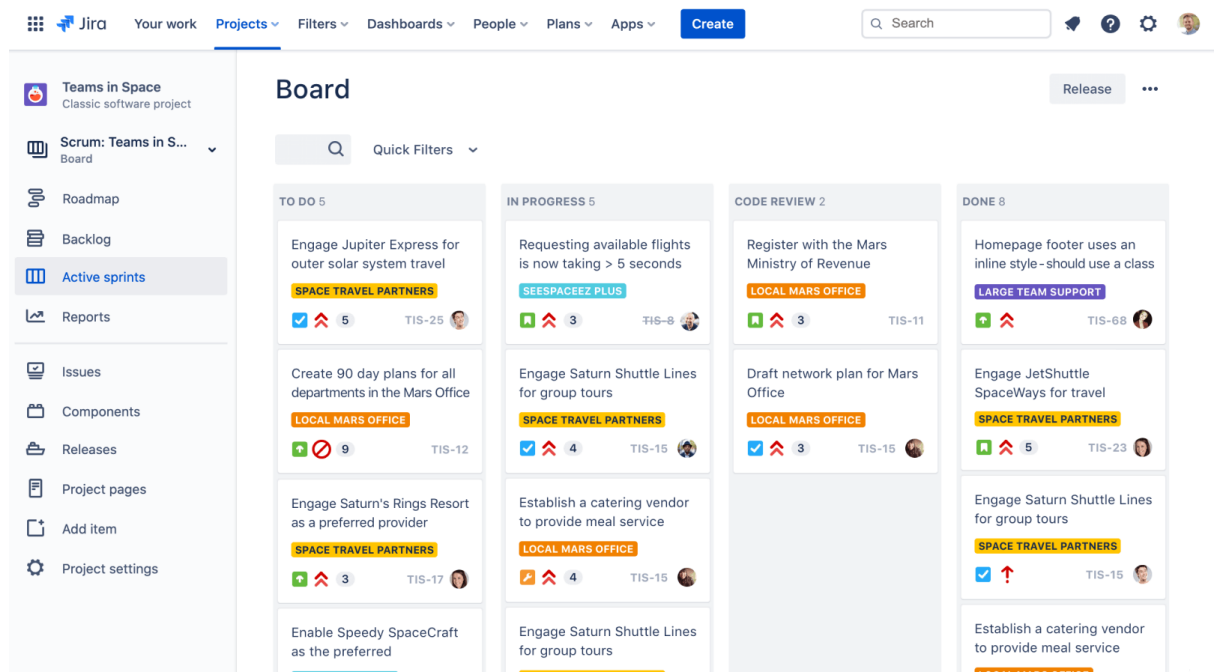 Jira Your work Projects Filters Dashboards People Plans Apps Create Search
Teams in Space
Classic software project
Scrum: Teams in S...
Board
Roadmap
Backlog
Active sprints
Reports
Issues
Components
Releases
Project pages
Add item
Project settings
Board
Release
Quick Filters
TO DO 5
Engage Jupiter Express for
outer solar system travel
SPACE TRAVEL PARTNERS
5 TIS-25
Create 90 day plans for all
departments in the Mars Office
LOCAL MARS OFFICE
9 TIS-12
Engage Saturn's Rings Resort
as a preferred provider
SPACE TRAVEL PARTNERS
3 TIS-17
Enable Speedy SpaceCraft
as the preferred
IN PROGRESS 5
Requesting available flights
is now taking > 5 seconds
SEESPACEEZ PLUS
3 TIS-8
Engage Saturn Shuttle Lines
for group tours
SPACE TRAVEL PARTNERS
4 TIS-15
Establish a catering vendor
to provide meal service
LOCAL MARS OFFICE
4 TIS-15
Engage Saturn Shuttle Lines
for group tours
CODE REVIEW 2
Register with the Mars
Ministry of Revenue
LOCAL MARS OFFICE
3 TIS-11
Draft network plan for Mars
Office
LOCAL MARS OFFICE
3 TIS-15
DONE 8
Homepage footer uses an
inline style-should use a class
LARGE TEAM SUPPORT
TIS-68
Engage JetShuttle
SpaceWays for travel
SPACE TRAVEL PARTNERS
5 TIS-23
Engage Saturn Shuttle Lines
for group tours
SPACE TRAVEL PARTNERS
TIS-15
Establish a catering vendor
to provide meal service